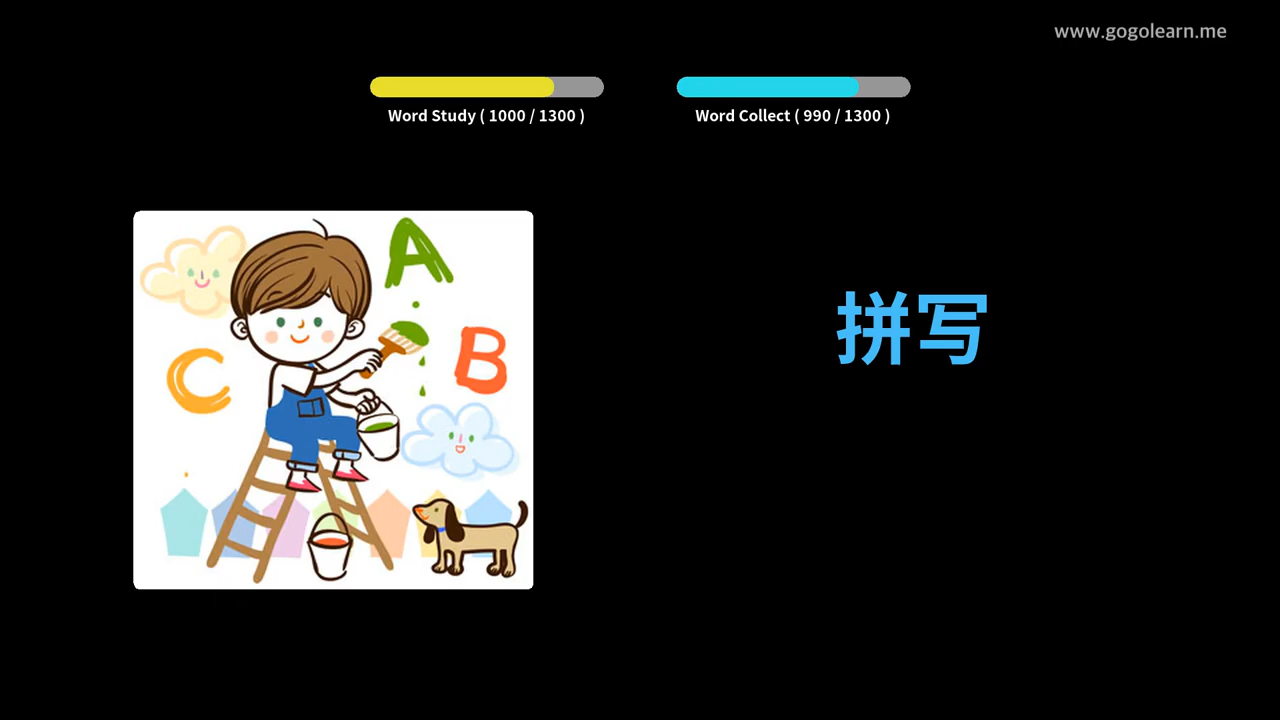 www.gogolearn.me
Word Study ( 1000 / 1300 )
Word Collect ( 990 / 1300 )
A
B
C
拼写